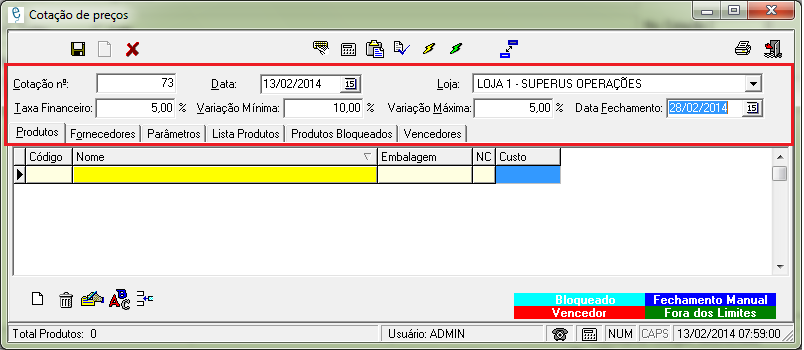 Cotação de preços
Cotação nº: 73 Data: 13/02/2014 15 Loja: LOJA 1 - SUPERUS OPERAÇÕES
Taxa Financeiro: 5,00 % Variação Mínima: 10,00 % Variação Máxima: 5,00 % Data Fechamento: 28/02/2014 15
Produtos Fornecedores Parâmetros Lista Produtos Produtos Bloqueados Vencedores
Código Nome Embalagem NC Custo
Bloqueado Fechamento Manual
Vencedor Fora dos Limites
Total Produtos: 0 Usuário: ADMIN NUM CAPS 13/02/2014 07:59:00